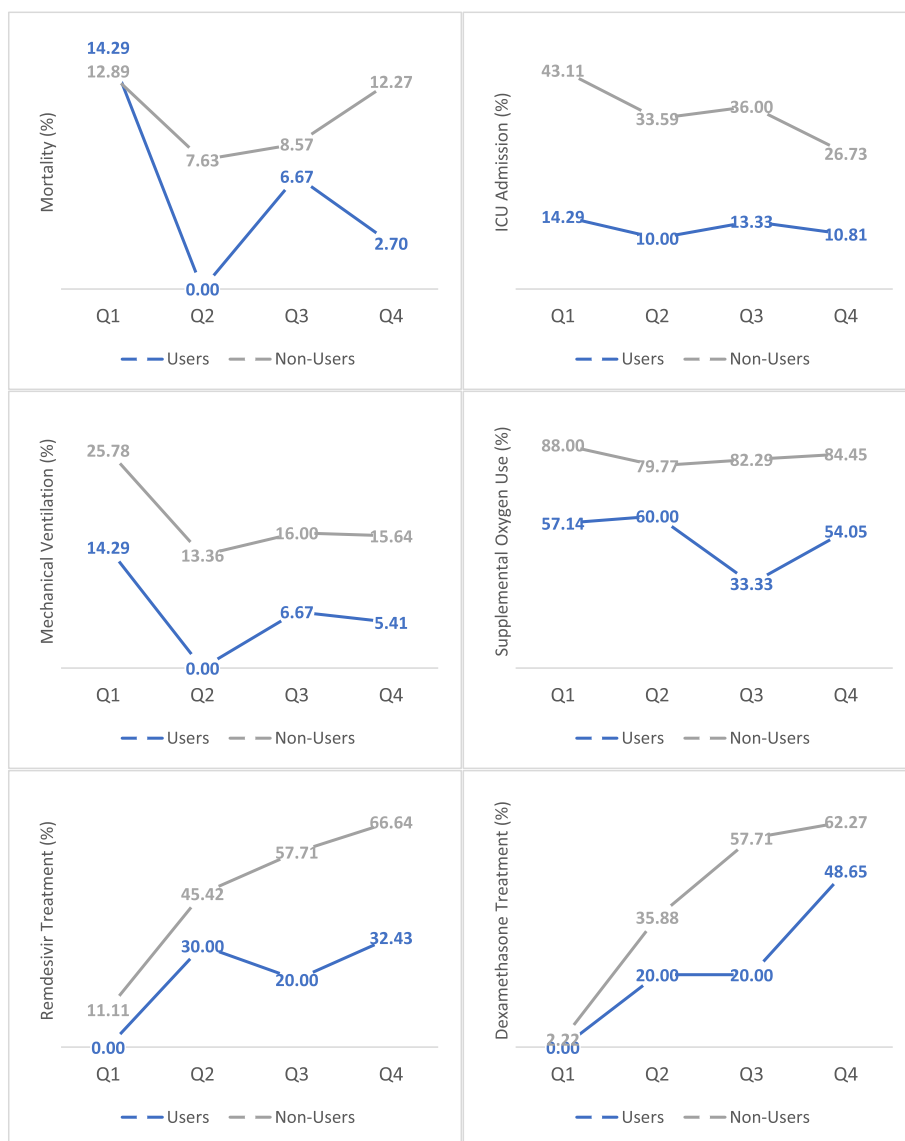 Mortality (%)
14.29
12.89
7.63
8.57
12.27
0.00
6.67
2.70
Q1 Q2 Q3 Q4
Users Non-Users
ICU Admission (%)
43.11
33.59
36.00
26.73
14.29
10.00
13.33
10.81
Q1 Q2 Q3 Q4
Users Non-Users
Mechanical Ventilation (%)
25.78
13.36
16.00
15.64
14.29
0.00
6.67
5.41
Q1 Q2 Q3 Q4
Users Non-Users
Supplemental Oxygen Use (%)
88.00
79.77
82.29
84.45
57.14
60.00
33.33
54.05
Q1 Q2 Q3 Q4
Users Non-Users
Remdesivir Treatment (%)
11.11
45.42
57.71
66.64
0.00
30.00
20.00
32.43
Q1 Q2 Q3 Q4
Users Non-Users
Dexamethasone Treatment (%)
2.22
35.88
57.71
62.27
0.00
20.00
20.00
48.65
Q1 Q2 Q3 Q4
Users Non-Users